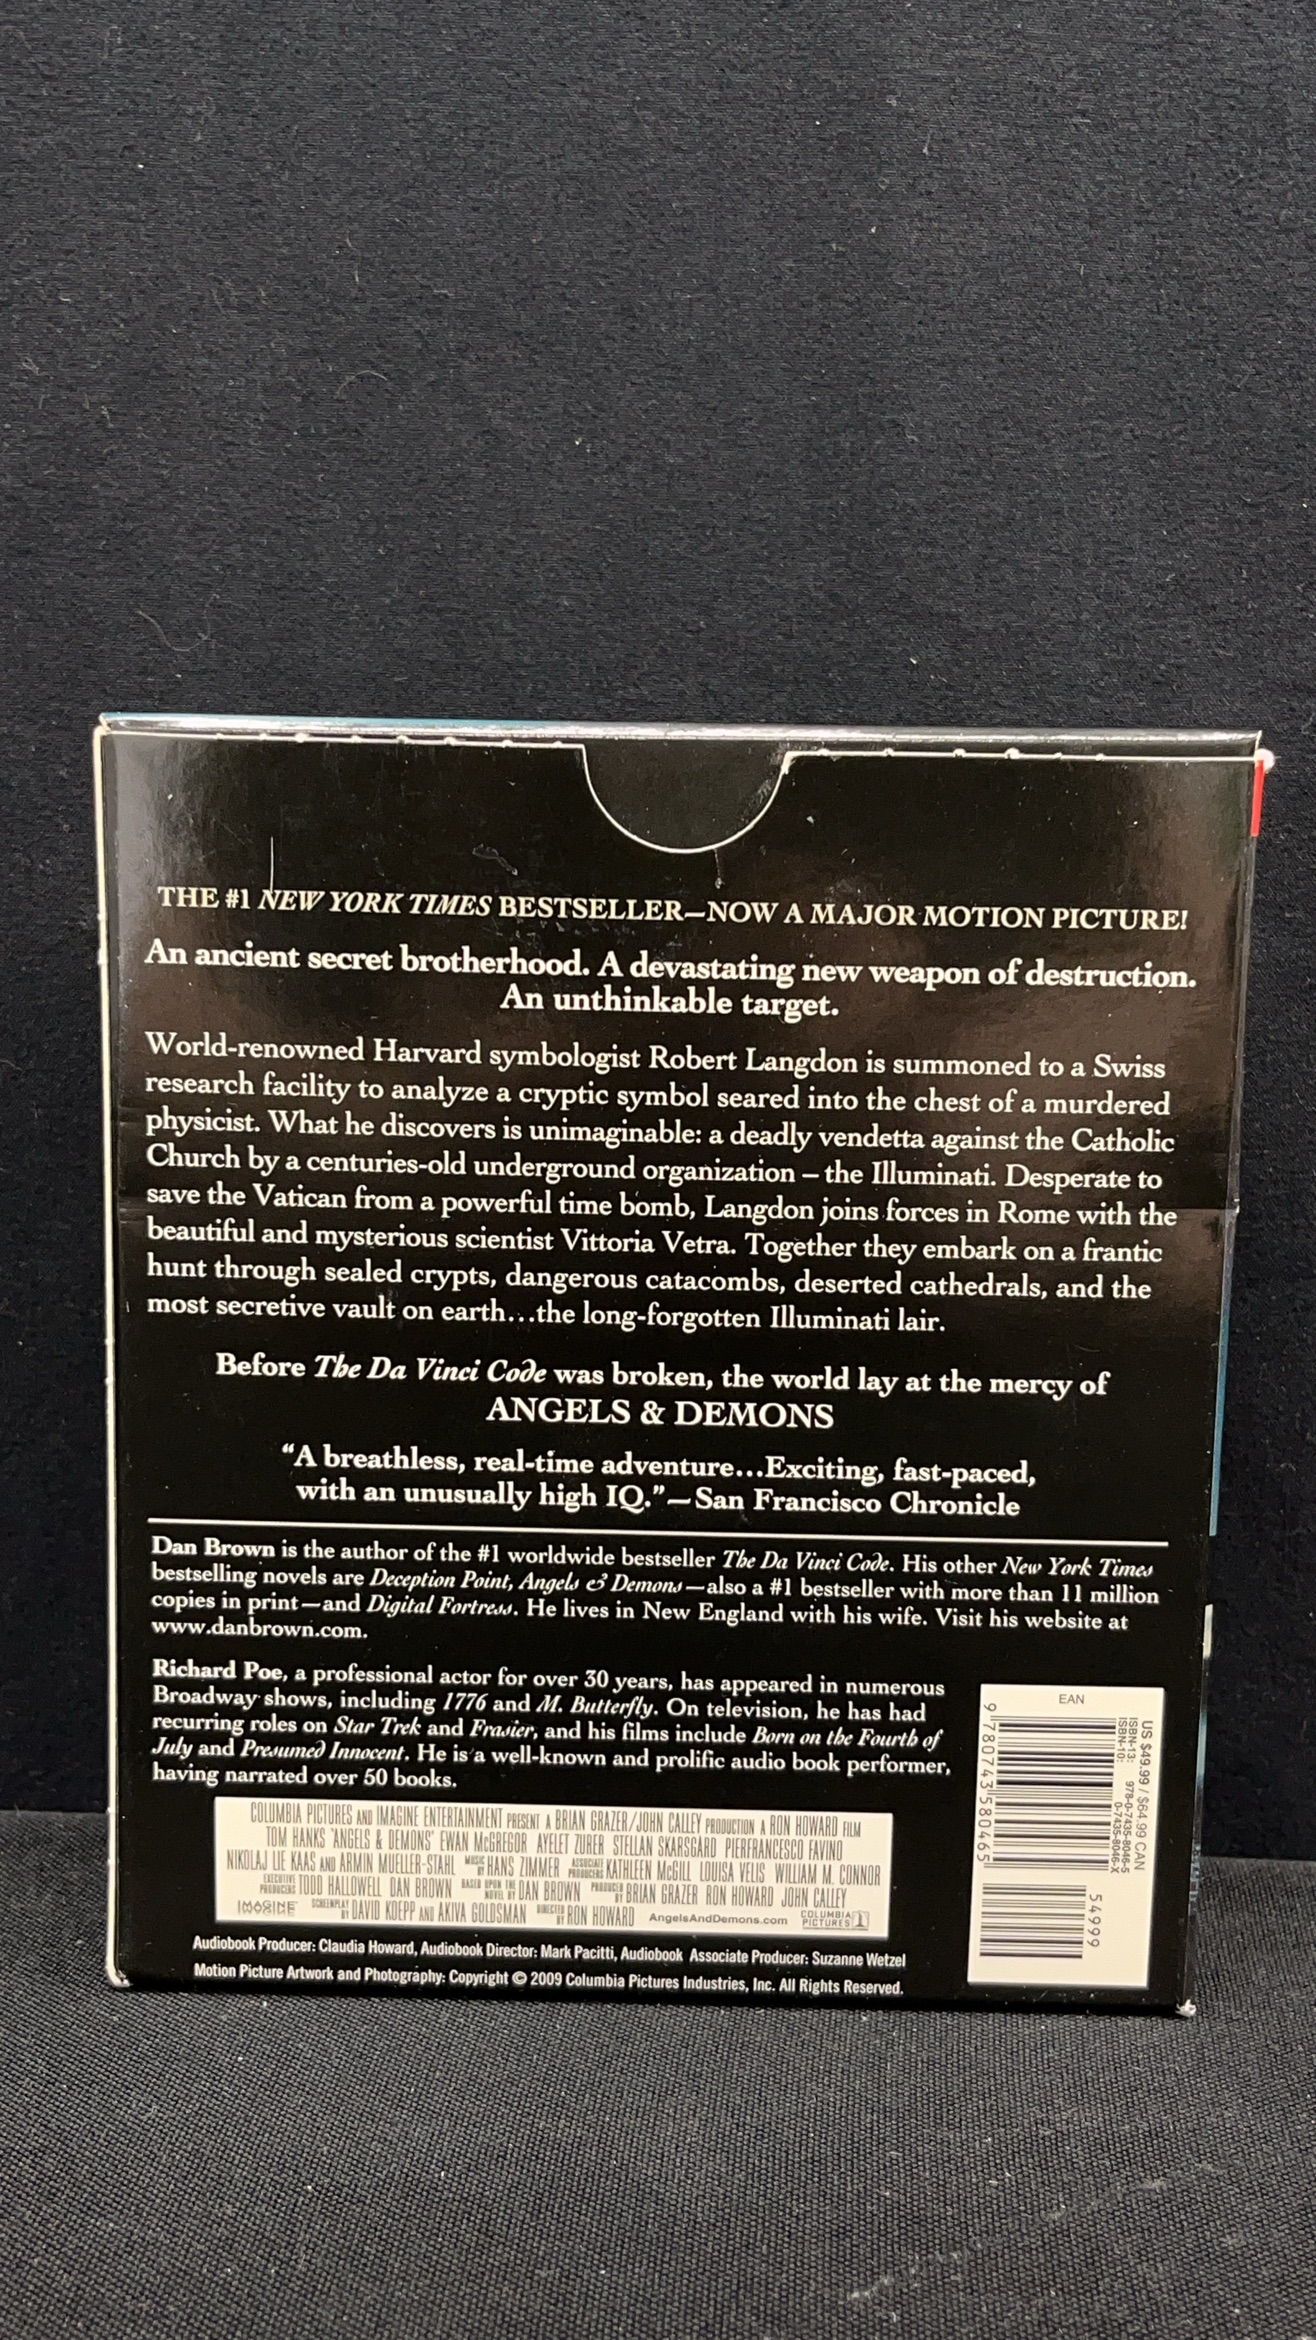 THE #1 NEW YORK TIMES BESTSELLER—NOW A MAJOR MOTION PICTURE!
An ancient secret brotherhood. A devastating new weapon of destruction.
An unthinkable target.
World-renowned Harvard symbologist Robert Langdon is summoned to a Swiss
research facility to analyze a cryptic symbol seared into the chest of a murdered
physicist. What he discovers is unimaginable: a deadly vendetta against the Catholic
Church by a centuries-old underground organization – the Illuminati. Desperate to
save the Vatican from a powerful time bomb, Langdon joins forces in Rome with the
beautiful and mysterious scientist Vittoria Vetra. Together they embark on a frantic
hunt through sealed crypts, dangerous catacombs, deserted cathedrals, and the
most secretive vault on earth...the long-forgotten Illuminati lair.
Before The Da Vinci Code was broken, the world lay at the mercy of
ANGELS & DEMONS
“A breathless, real-time adventure...Exciting, fast-paced,
with an unusually high IQ.”—San Francisco Chronicle
Dan Brown is the author of the #1 worldwide bestseller The Da Vinci Code. His other New York Times
bestselling novels are Deception Point, Angels & Demons—also a #1 bestseller with more than 11 million
copies in print—and Digital Fortress. He lives in New England with his wife. Visit his website at
www.danbrown.com.
Richard Poe, a professional actor for over 30 years, has appeared in numerous
Broadway shows, including 1776 and M. Butterfly. On television, he has had
recurring roles on Star Trek and Frasier, and his films include Born on the Fourth of
July and Presumed Innocent. He is a well-known and prolific audio book performer,
having narrated over 50 books.
COLUMBIA PICTURES AND IMAGINE ENTERTAINMENT PRESENT A BRIAN GRAZER/JOHN CALLEY PRODUCTION A RON HOWARD FILM
TOM HANKS 'ANGELS & DEMONS' EWAN McGREGOR AYELET ZURER STELLAN SKARSGÅRD PIERFRANCESCO FAVINO
NIKOLAJ LIE KAAS AND ARMIN MUELLER-STAHL MUSIC BY HANS ZIMMER ASSOCIATE PRODUCERS KATHLEEN McGILL LOUISA VELIS WILLIAM M. CONNOR
EXECUTIVE PRODUCERS TODD HALLOWELL DAN BROWN BASED UPON THE NOVEL BY DAN BROWN PRODUCED BY BRIAN GRAZER RON HOWARD JOHN CALLEY
IMAGINE SCREENPLAY BY DAVID KOEPP AND AKIVA GOLDSMAN DIRECTED BY RON HOWARD AngelsAndDemons.com COLUMBIA PICTURES
Audiobook Producer: Claudia Howard, Audiobook Director: Mark Pacitti, Audiobook Associate Producer: Suzanne Wetzel
Motion Picture Artwork and Photography: Copyright © 2009 Columbia Pictures Industries, Inc. All Rights Reserved.
EAN
US $49.99 / $64.99 CAN
ISBN-13: 978-0-7435-8046-5
ISBN-10: 0-7435-8046-X
9 780743 580465
54999